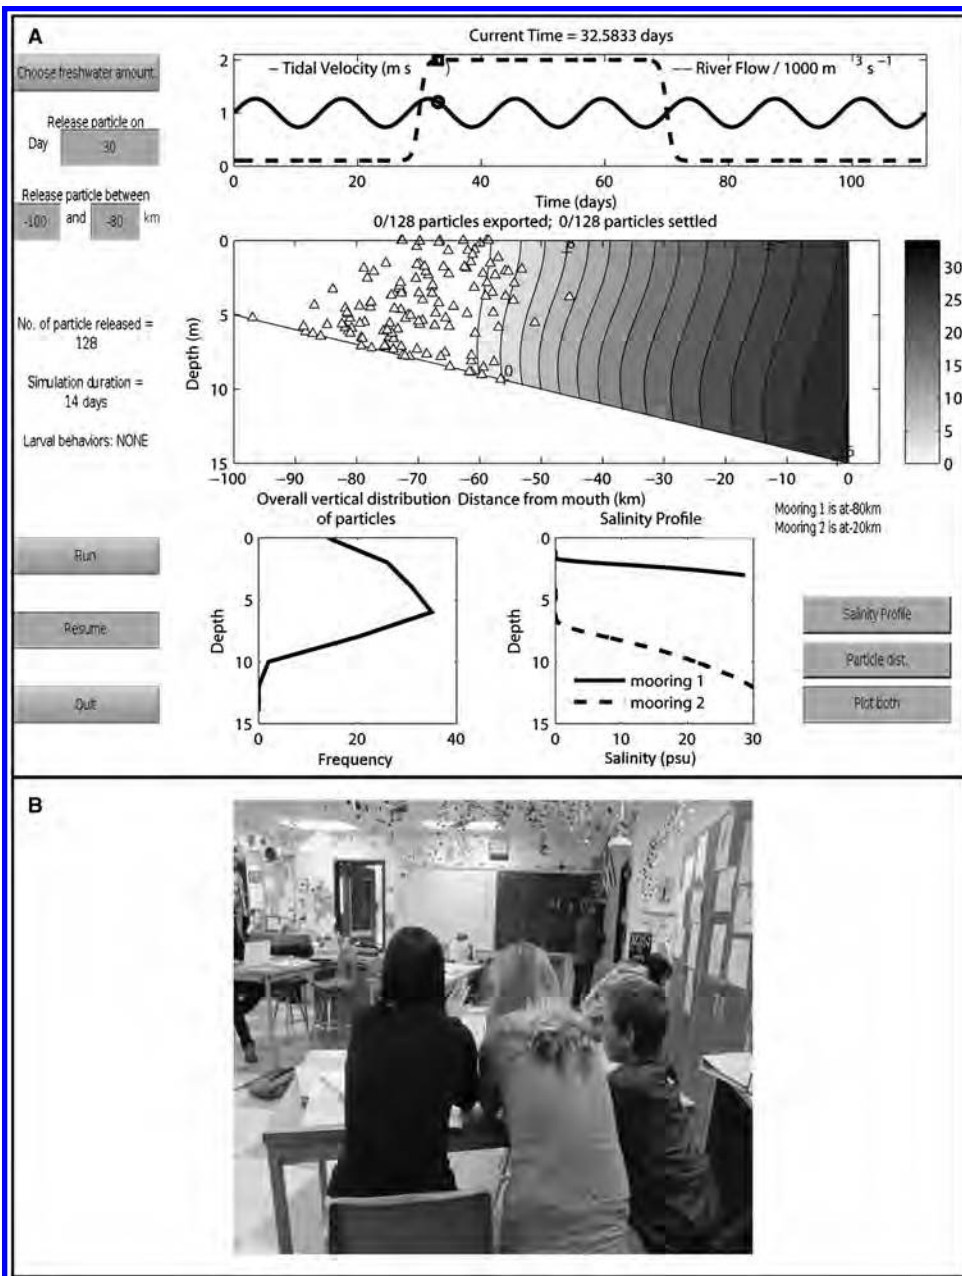 A
Current Time = 32.5833 days
Choose freshwater amount.
– Tidal Velocity (m s )
— River Flow / 1000 m 3 s −1
2
1
0
0 20 40 60 80 100
Time (days)
Release particle on
Day 30
Release particle between
-100 and -80 km
0/128 particles exported; 0/128 particles settled
0
5
10
15
Depth (m)
0
30
25
20
15
10
5
0
−100 −90 −80 −70 −60 −50 −40 −30 −20 −10 0
Distance from mouth (km)
No. of particle released =
128
Simulation duration =
14 days
Larval behaviors: NONE
Mooring 1 is at-80km
Mooring 2 is at-20km
Run
Resume
Quit
Overall vertical distribution
of particles
0
5
10
15
Depth
0 20 40
Frequency
Salinity Profile
0
5
10
15
Depth
mooring 1
mooring 2
0 10 20 30
Salinity (psu)
Salinity Profile
Particle dist.
Plot both
B